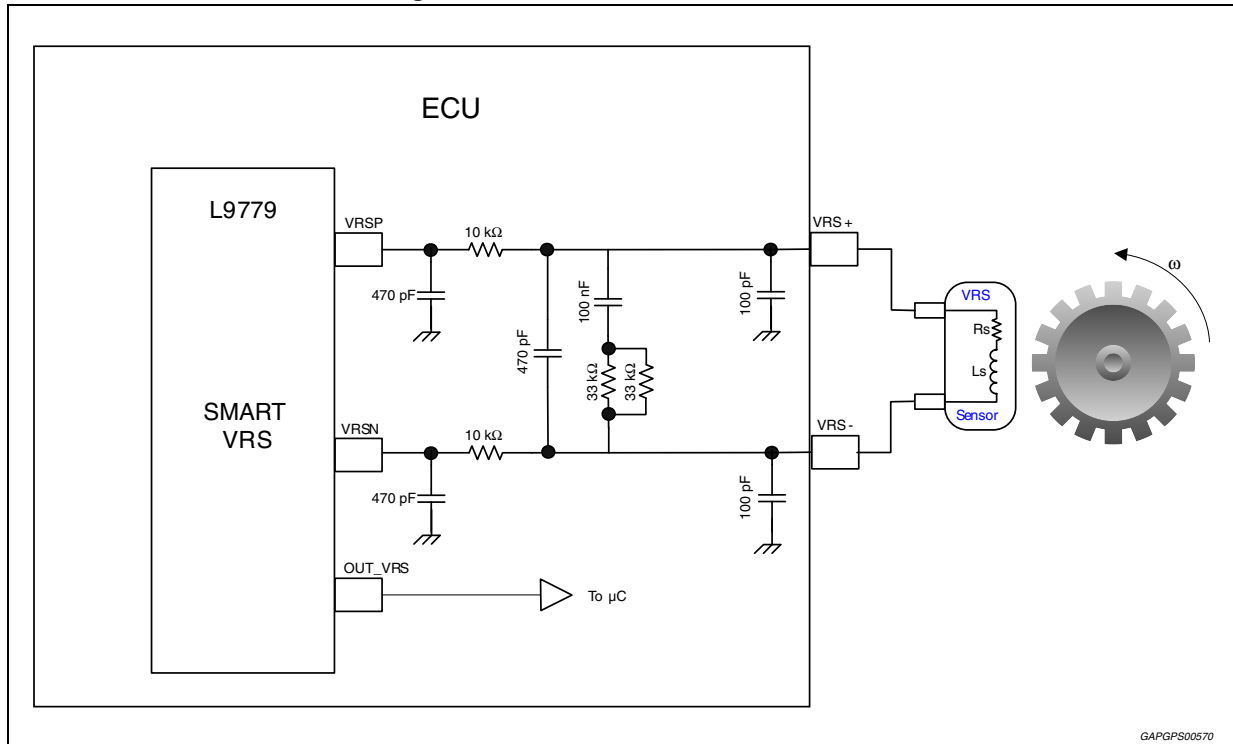 ECU
L9779
SMART
VRS
VRSP
10 kΩ
470 pF
470 pF
100 nF
33 kΩ
33 kΩ
100 pF
VRS+
VRS
Rs
Ls
Sensor
ω
VRSN
10 kΩ
470 pF
100 pF
VRS-
OUT_VRS
To µC
GAPGPS00570